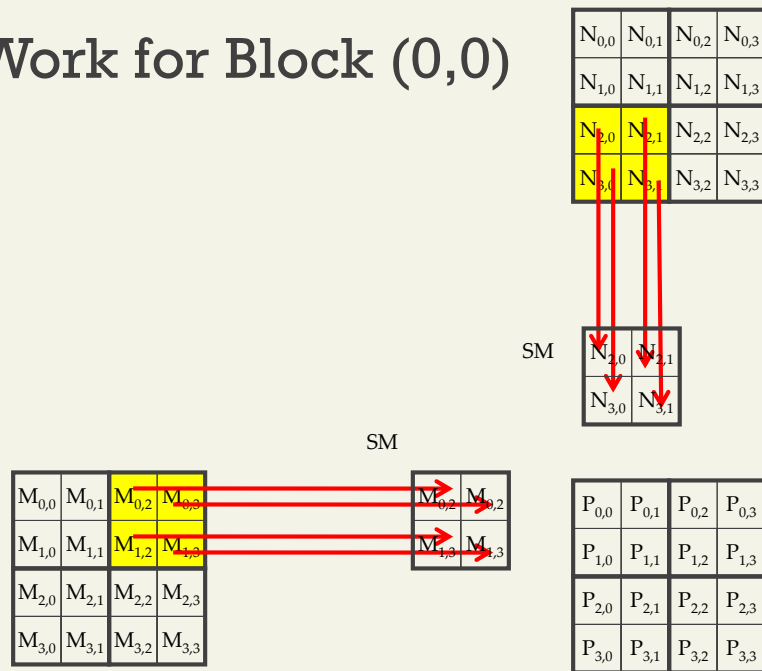 Work for Block (0,0)
N0,0 N0,1 N0,2 N0,3
N1,0 N1,1 N1,2 N1,3
N2,0 N2,1 N2,2 N2,3
N3,0 N3,1 N3,2 N3,3
SM
N2,0 N2,1
N3,0 N3,1
SM
M0,0 M0,1 M0,2 M0,3
M1,0 M1,1 M1,2 M1,3
M2,0 M2,1 M2,2 M2,3
M3,0 M3,1 M3,2 M3,3
M0,2 M0,2
M1,3 M1,3
P0,0 P0,1 P0,2 P0,3
P1,0 P1,1 P1,2 P1,3
P2,0 P2,1 P2,2 P2,3
P3,0 P3,1 P3,2 P3,3